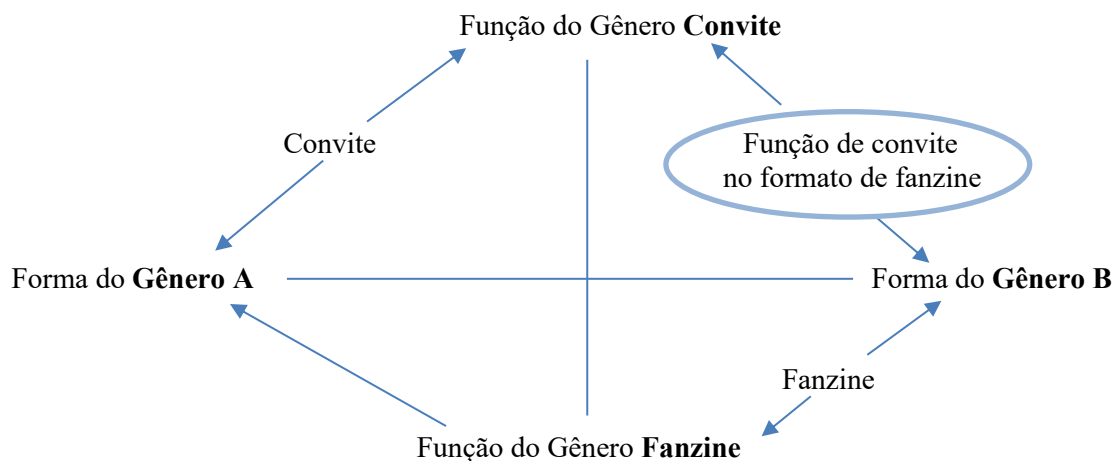 Função do Gênero Convite
Convite
Função de convite
no formato de fanzine
Forma do Gênero A
Forma do Gênero B
Fanzine
Função do Gênero Fanzine